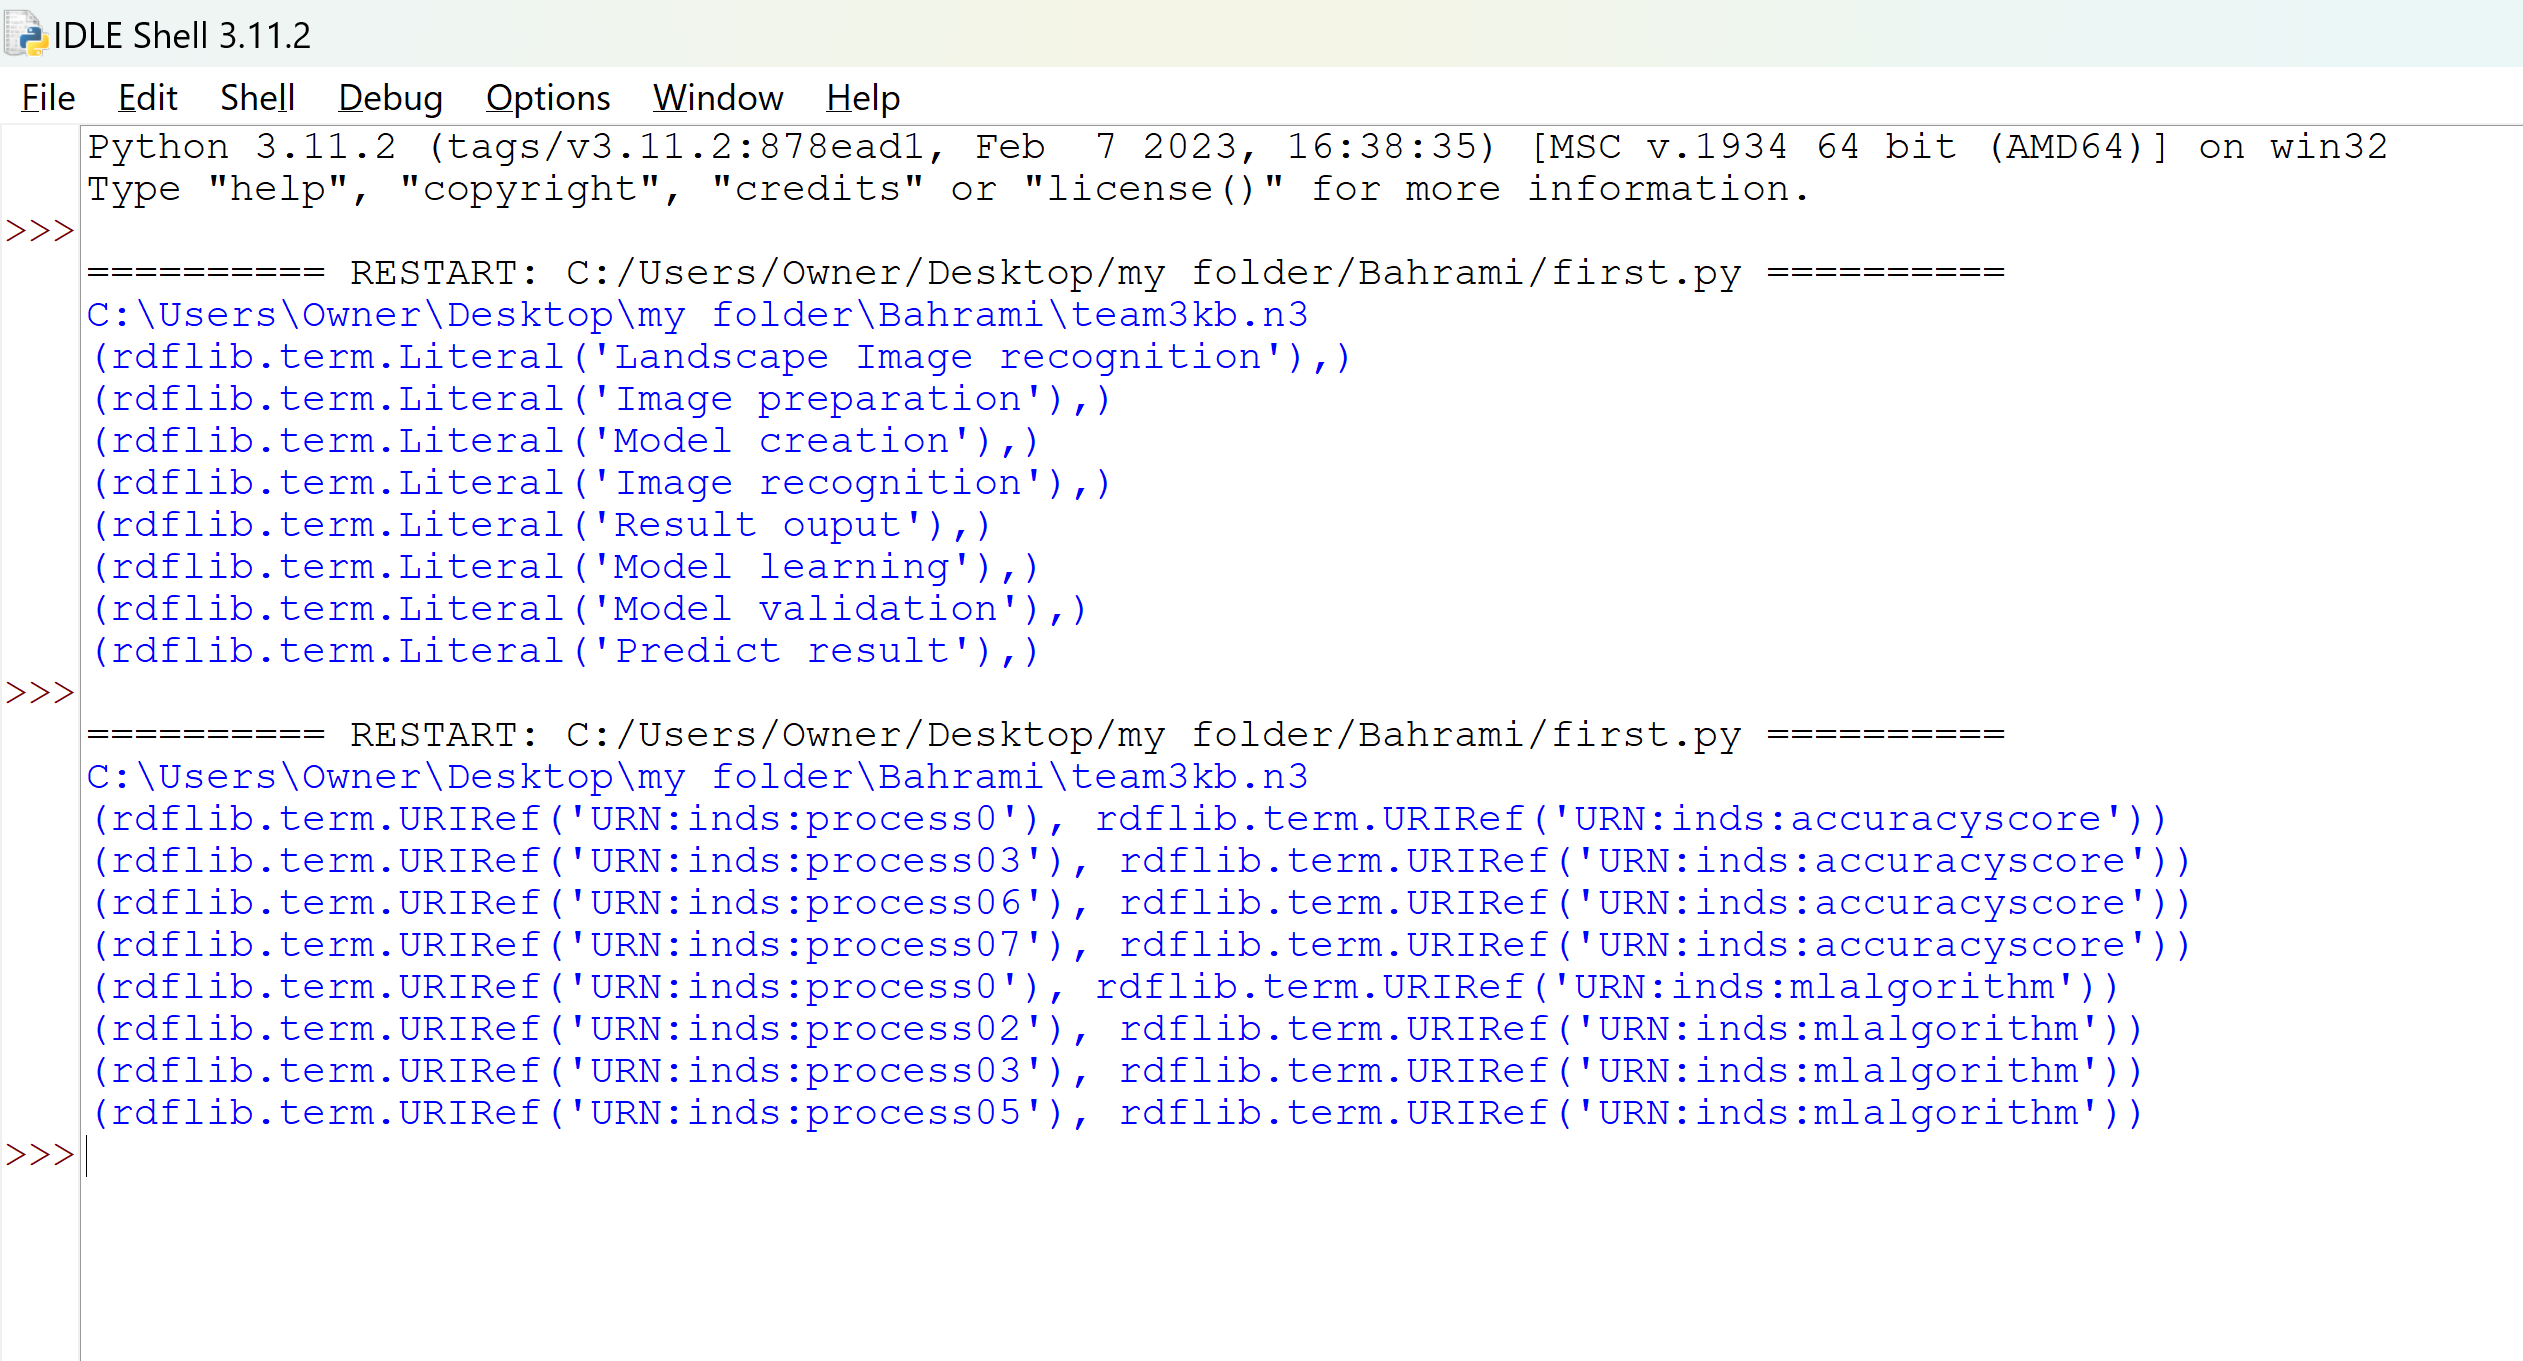 IDLE Shell 3.11.2
File Edit Shell Debug Options Window Help
Python 3.11.2 (tags/v3.11.2:878ead1, Feb  7 2023, 16:38:35) [MSC v.1934 64 bit (AMD64)] on win32
Type "help", "copyright", "credits" or "license()" for more information.
>>>
========== RESTART: C:/Users/Owner/Desktop/my folder/Bahrami/first.py ==========
C:\Users\Owner\Desktop\my folder\Bahrami\team3kb.n3
(rdflib.term.Literal('Landscape Image recognition'),)
(rdflib.term.Literal('Image preparation'),)
(rdflib.term.Literal('Model creation'),)
(rdflib.term.Literal('Image recognition'),)
(rdflib.term.Literal('Result ouput'),)
(rdflib.term.Literal('Model learning'),)
(rdflib.term.Literal('Model validation'),)
(rdflib.term.Literal('Predict result'),)
>>>
========== RESTART: C:/Users/Owner/Desktop/my folder/Bahrami/first.py ==========
C:\Users\Owner\Desktop\my folder\Bahrami\team3kb.n3
(rdflib.term.URIRef('URN:inds:process0'), rdflib.term.URIRef('URN:inds:accuracyscore'))
(rdflib.term.URIRef('URN:inds:process03'), rdflib.term.URIRef('URN:inds:accuracyscore'))
(rdflib.term.URIRef('URN:inds:process06'), rdflib.term.URIRef('URN:inds:accuracyscore'))
(rdflib.term.URIRef('URN:inds:process07'), rdflib.term.URIRef('URN:inds:accuracyscore'))
(rdflib.term.URIRef('URN:inds:process0'), rdflib.term.URIRef('URN:inds:mlalgorithm'))
(rdflib.term.URIRef('URN:inds:process02'), rdflib.term.URIRef('URN:inds:mlalgorithm'))
(rdflib.term.URIRef('URN:inds:process03'), rdflib.term.URIRef('URN:inds:mlalgorithm'))
(rdflib.term.URIRef('URN:inds:process05'), rdflib.term.URIRef('URN:inds:mlalgorithm'))
>>>